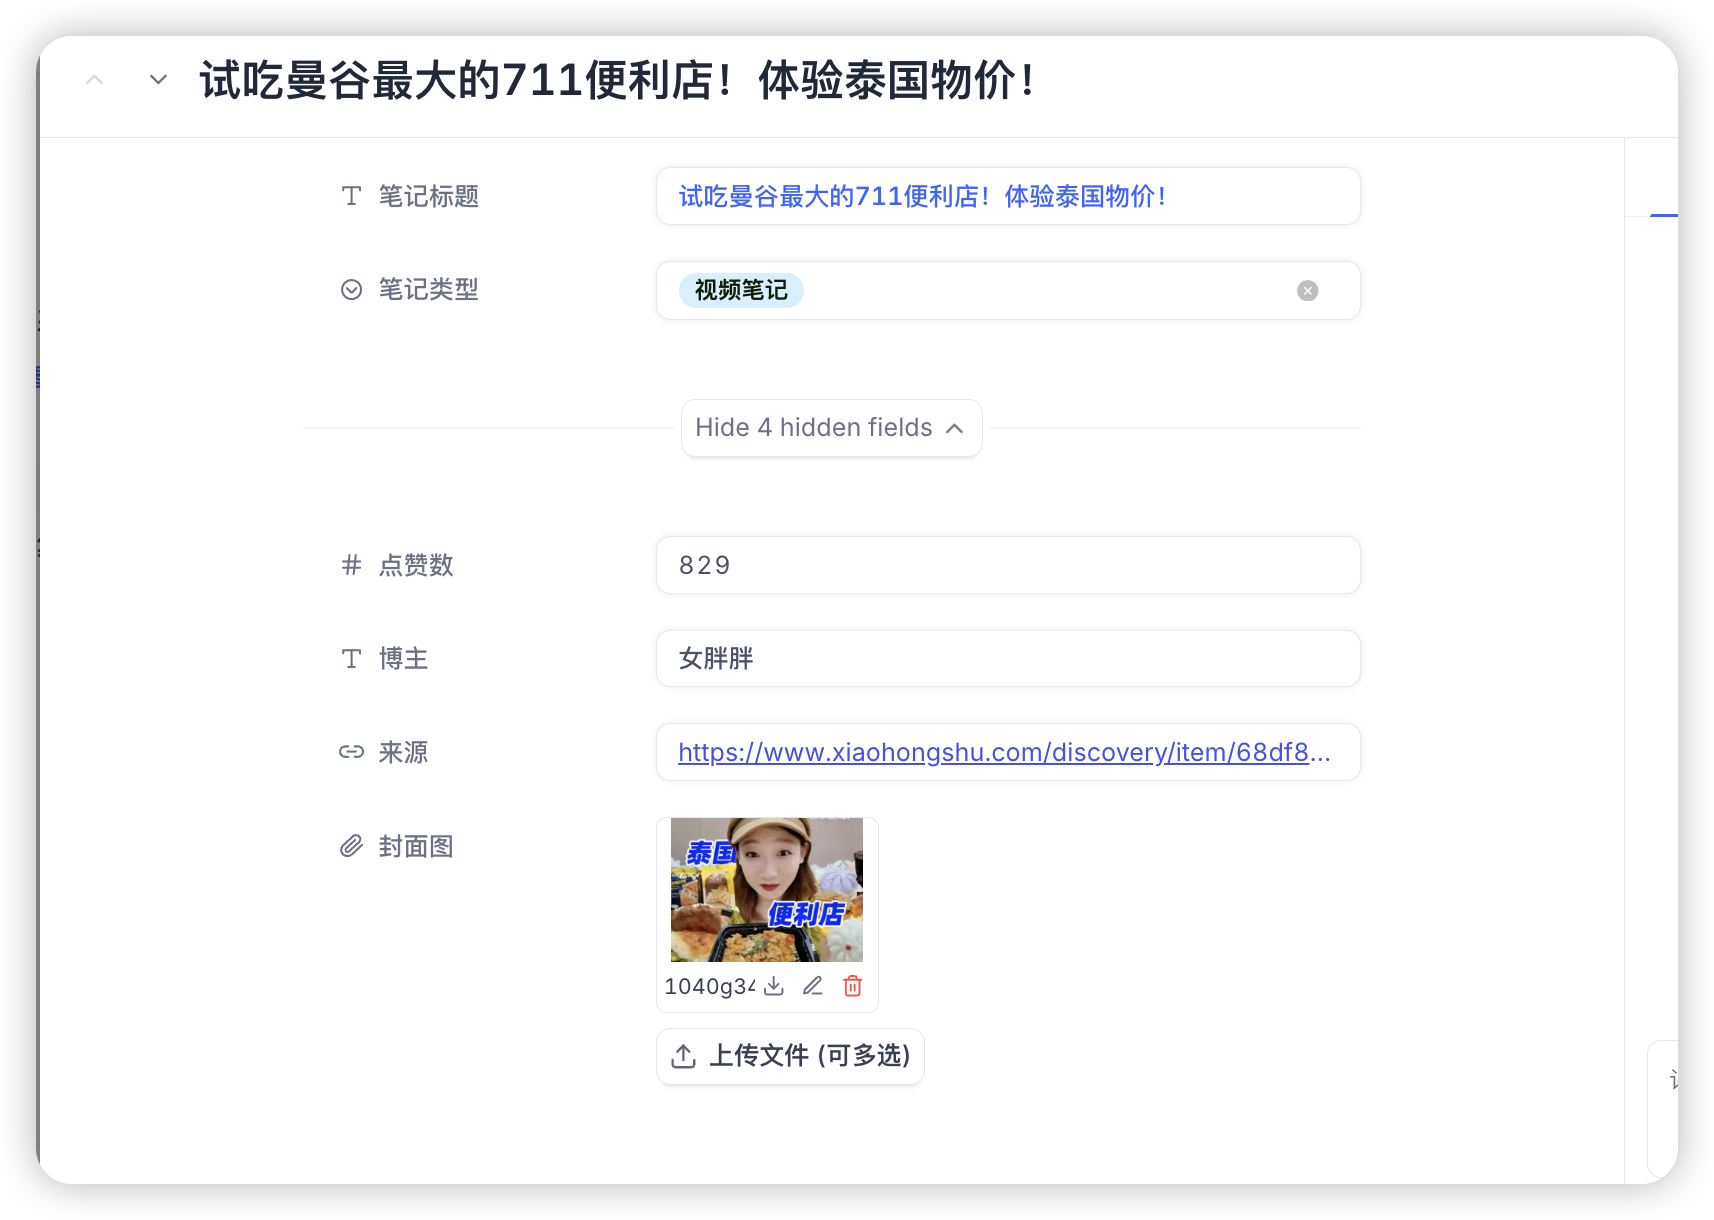 试吃曼谷最大的711便利店！体验泰国物价！
笔记标题
试吃曼谷最大的711便利店！体验泰国物价！
笔记类型
视频笔记
Hide 4 hidden fields
点赞数
829
博主
女胖胖
来源
https://www.xiaohongshu.com/discovery/item/68df8...
封面图
泰国
便利店
1040g34
上传文件 (可多选)